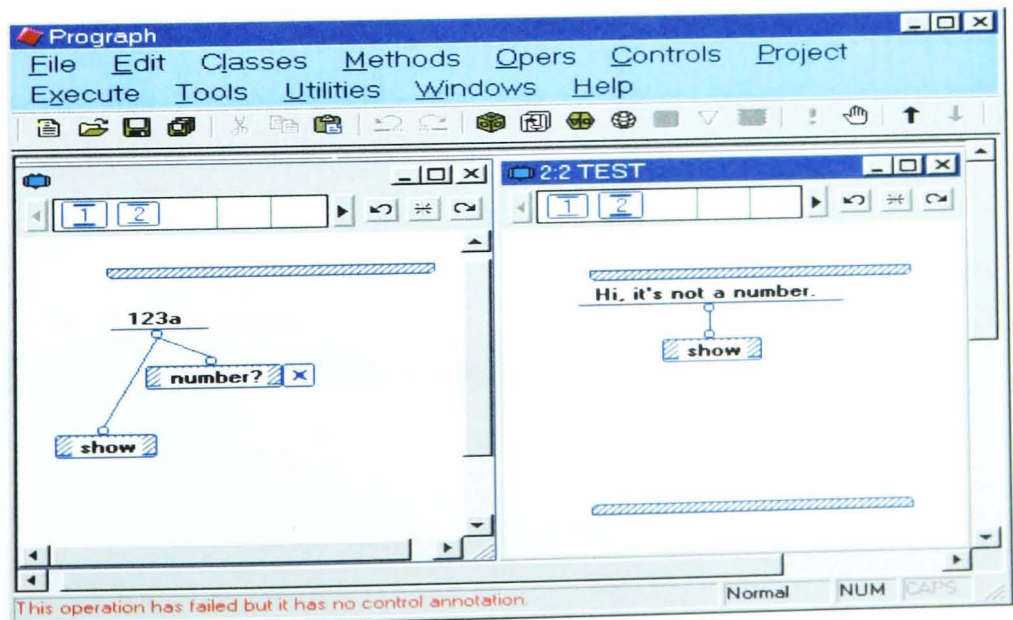 Prograph
File Edit Classes Methods Opers Controls Project
Execute Tools Utilities Windows Help
1 2
123a
number?
show
2:2 TEST
1 2
Hi, it's not a number.
show
This operation has failed but it has no control annotation.
Normal NUM CAPS